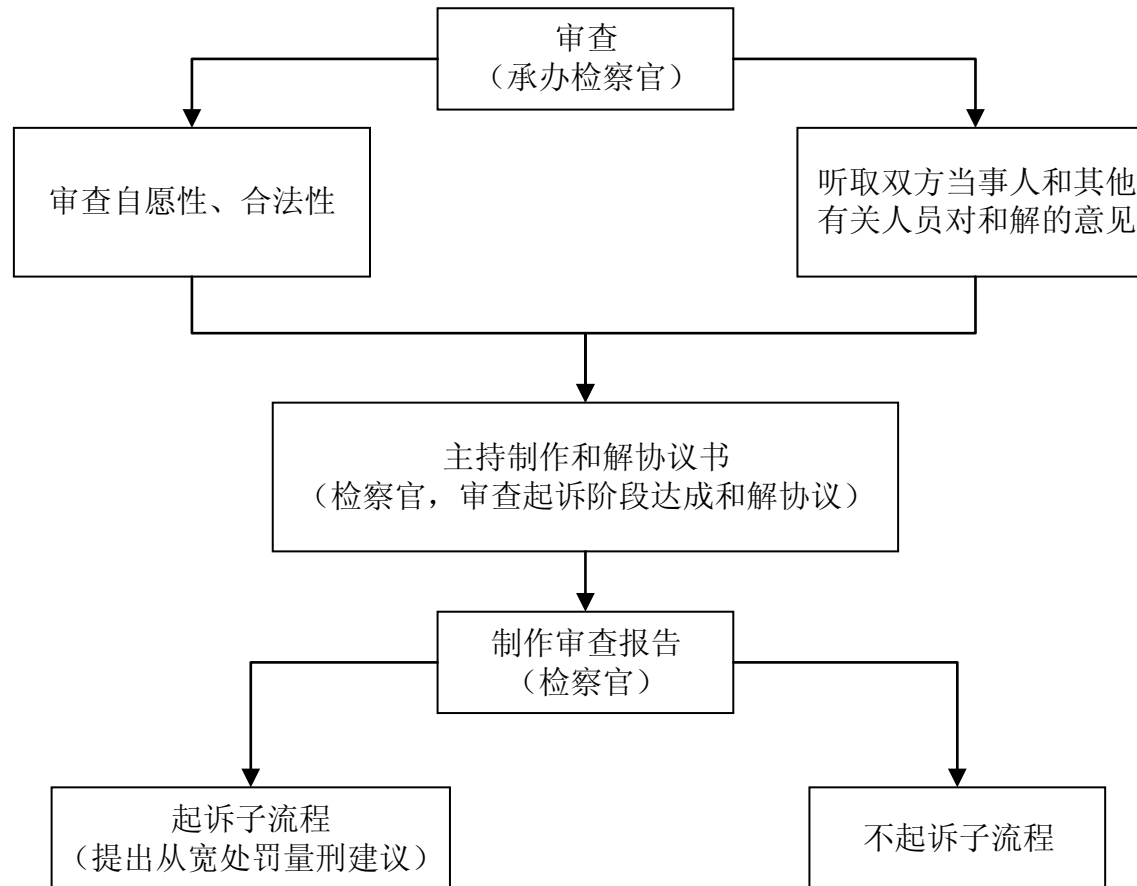 审查
（承办检察官）
审查自愿性、合法性
听取双方当事人和其他
有关人员对和解的意见
主持制作和解协议书
（检察官，审查起诉阶段达成和解协议）
制作审查报告
（检察官）
起诉子流程
（提出从宽处罚量刑建议）
不起诉子流程